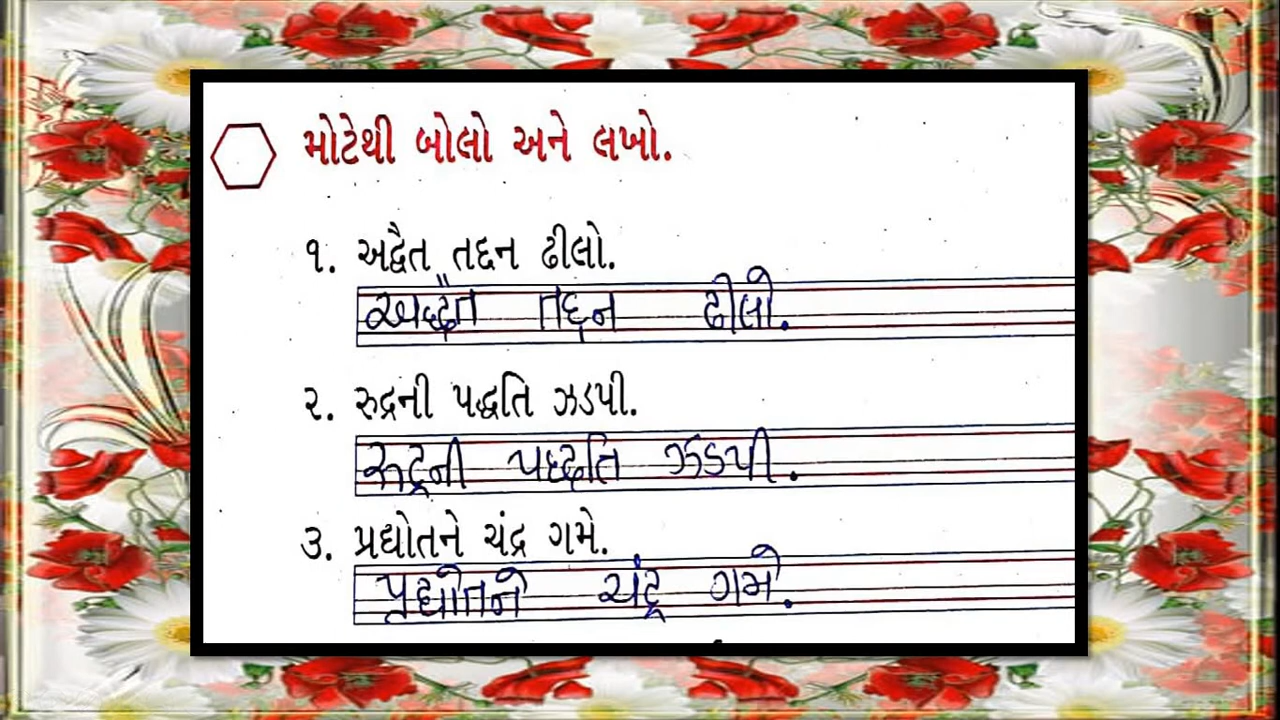 મોટેથી બોલો અને લખો.
૧. અદ્વૈત તદ્દન ઢીલો.
અદ્વૈત તદ્દન ઢીલો.
૨. રુદ્રની પદ્ધતિ ઝડપી.
રુદ્રની પદ્ધતિ ઝડપી.
૩. પ્રદ્યોતને ચંદ્ર ગમે.
પ્રદ્યોતને ચંદ્ર ગમે.